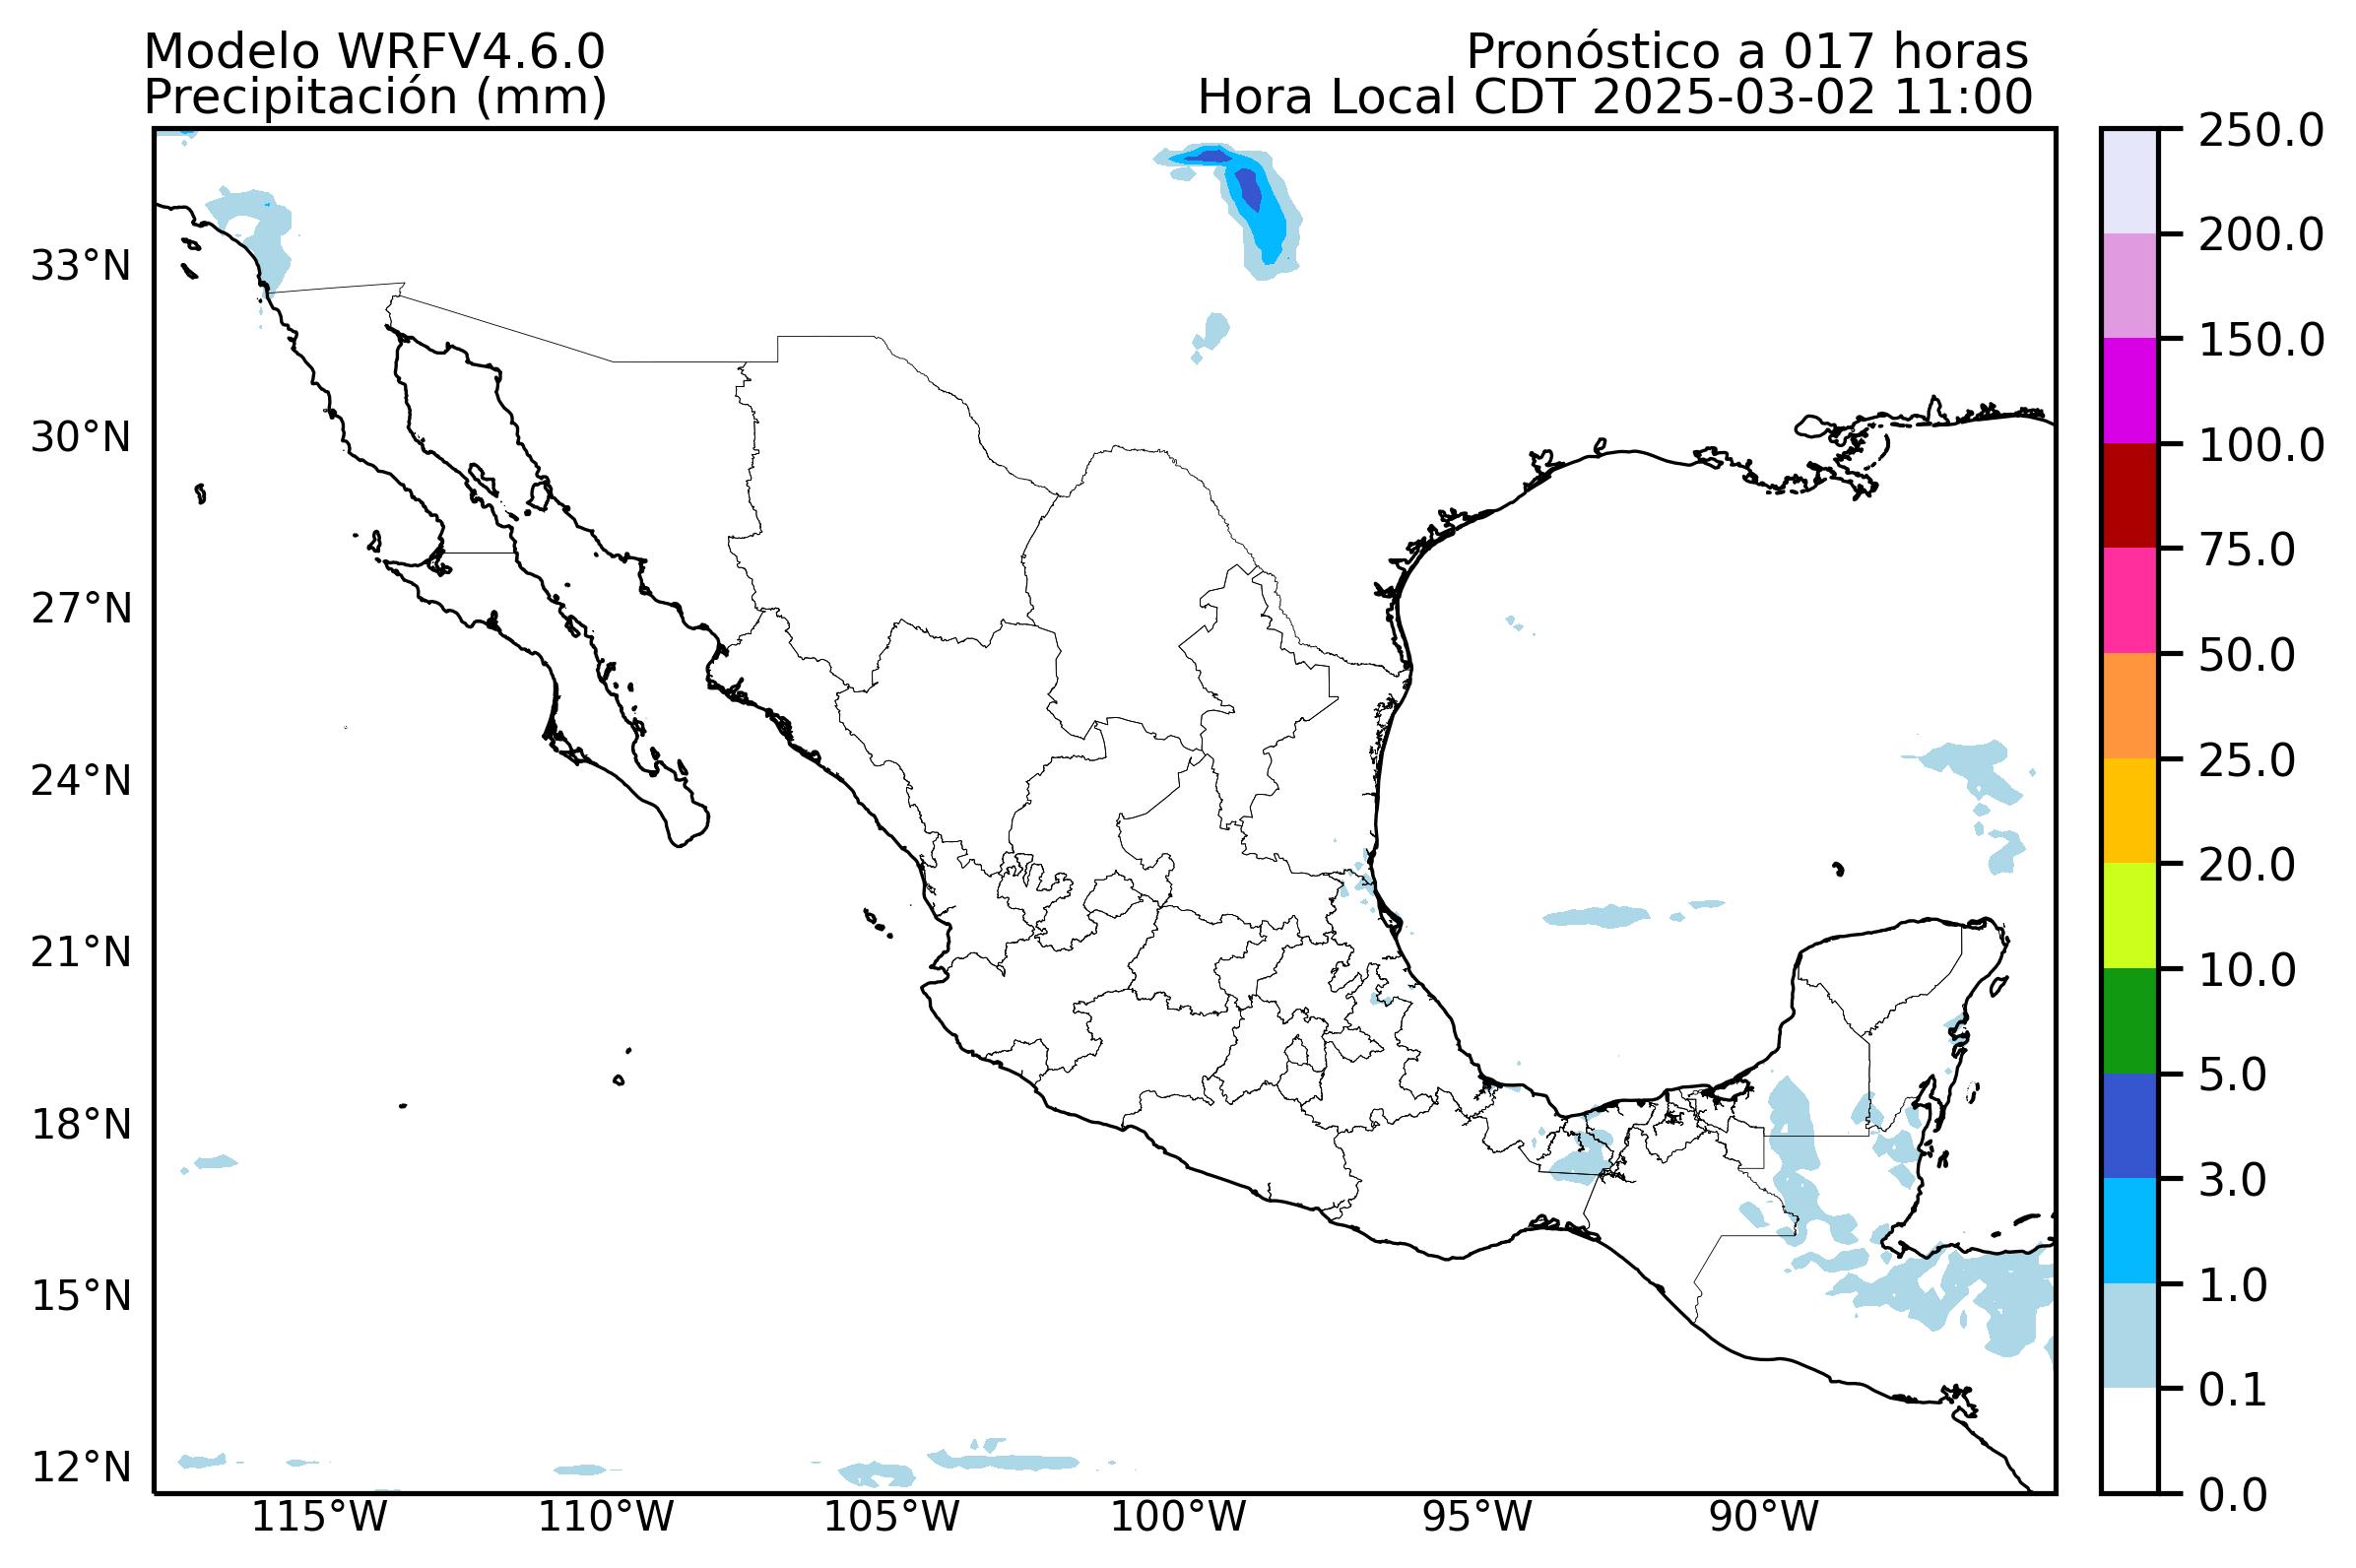 Modelo WRFV4.6.0
Pronóstico a 017 horas
Precipitación (mm)
Hora Local CDT 2025-03-02 11:00
33°N
30°N
27°N
24°N
21°N
18°N
15°N
12°N
115°W
110°W
105°W
100°W
95°W
90°W
250.0
200.0
150.0
100.0
75.0
50.0
25.0
20.0
10.0
5.0
3.0
1.0
0.1
0.0